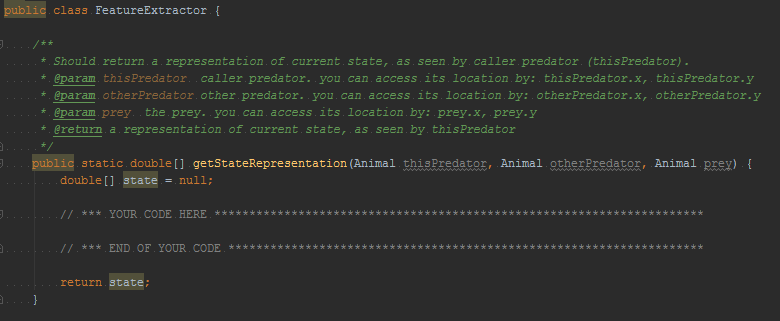 public class FeatureExtractor {
/**
* Should return a representation of current state, as seen by caller predator (thisPredator).
* @param thisPredator caller predator. you can access its location by: thisPredator.x, thisPredator.y
* @param otherPredator other predator. you can access its location by: otherPredator.x, otherPredator.y
* @param prey the prey. you can access its location by: prey.x, prey.y
* @return a representation of current state, as seen by thisPredator
*/
public static double[] getStateRepresentation(Animal thisPredator, Animal otherPredator, Animal prey) {
double[] state = null;
// *** YOUR CODE HERE **********************************************************************
// *** END OF YOUR CODE ********************************************************************
return state;
}